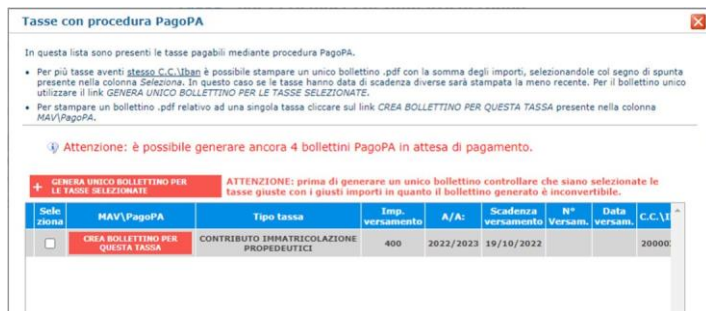 Tasse con procedura PagoPA
In questa lista sono presenti le tasse pagabili mediante procedura PagoPA.
• Per più tasse aventi stesso C.C.\Iban è possibile stampare un unico bollettino .pdf con la somma degli importi, selezionandole col segno di spunta
presente nella colonna Seleziona. In questo caso se le tasse hanno data di scadenza diverse sarà stampata la meno recente. Per il bollettino unico
utilizzare il link GENERA UNICO BOLLETTINO PER LE TASSE SELEZIONATE.
• Per stampare un bollettino .pdf relativo ad una singola tassa cliccare sul link CREA BOLLETTINO PER QUESTA TASSA presente nella colonna
MAV\PagoPA.
Attenzione: è possibile generare ancora 4 bollettini PagoPA in attesa di pagamento.
+ GENERA UNICO BOLLETTINO PER
LE TASSE SELEZIONATE
ATTENZIONE: prima di generare un unico bollettino controllare che siano selezionate le
tasse giuste con i giusti importi in quanto il bollettino generato è inconvertibile.
Sele
ziona
MAV\PagoPA
Tipo tassa
Imp.
versamento
A/A:
Scadenza
versamento
N°
Versam.
Data
versam.
C.C.\I
CREA BOLLETTINO PER
QUESTA TASSA
CONTRIBUTO IMMATRICOLAZIONE
PROPEDEUTICI
400
2022/2023
19/10/2022
20000